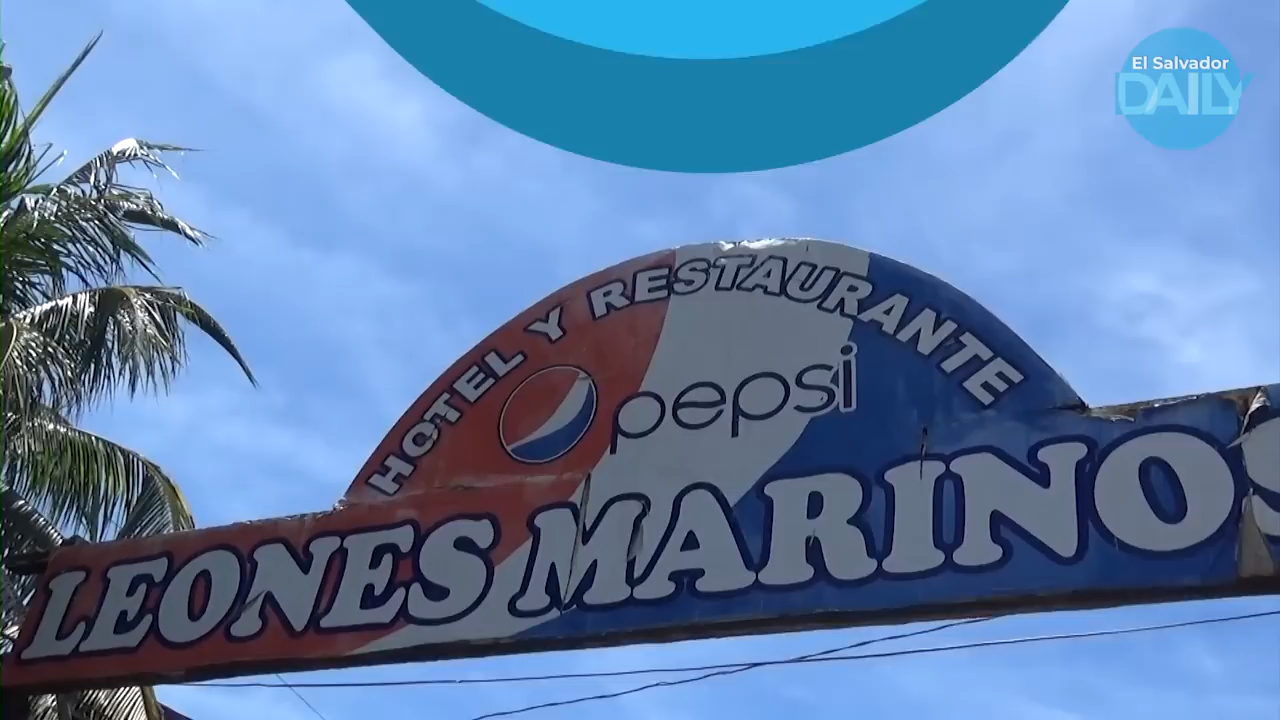 El Salvador
DAILY
HOTEL Y RESTAURANTE
pepsi
LEONES MARINOS